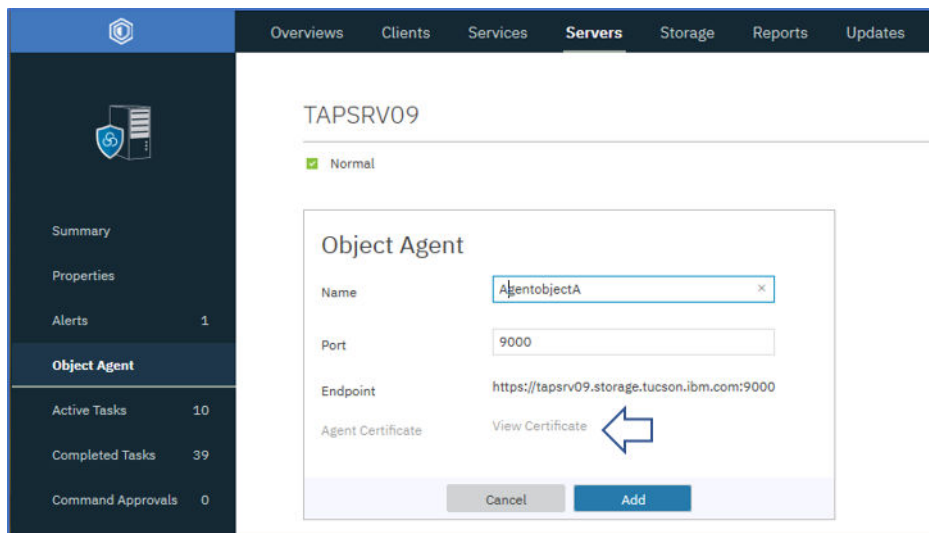 Overviews Clients Services Servers Storage Reports Updates
TAPSRV09
Normal
Summary
Properties
Alerts 1
Object Agent
Active Tasks 10
Completed Tasks 39
Command Approvals 0
Object Agent
Name AgentobjectA ×
Port 9000
Endpoint https://tapsrv09.storage.tucson.ibm.com:9000
Agent Certificate View Certificate
Cancel Add